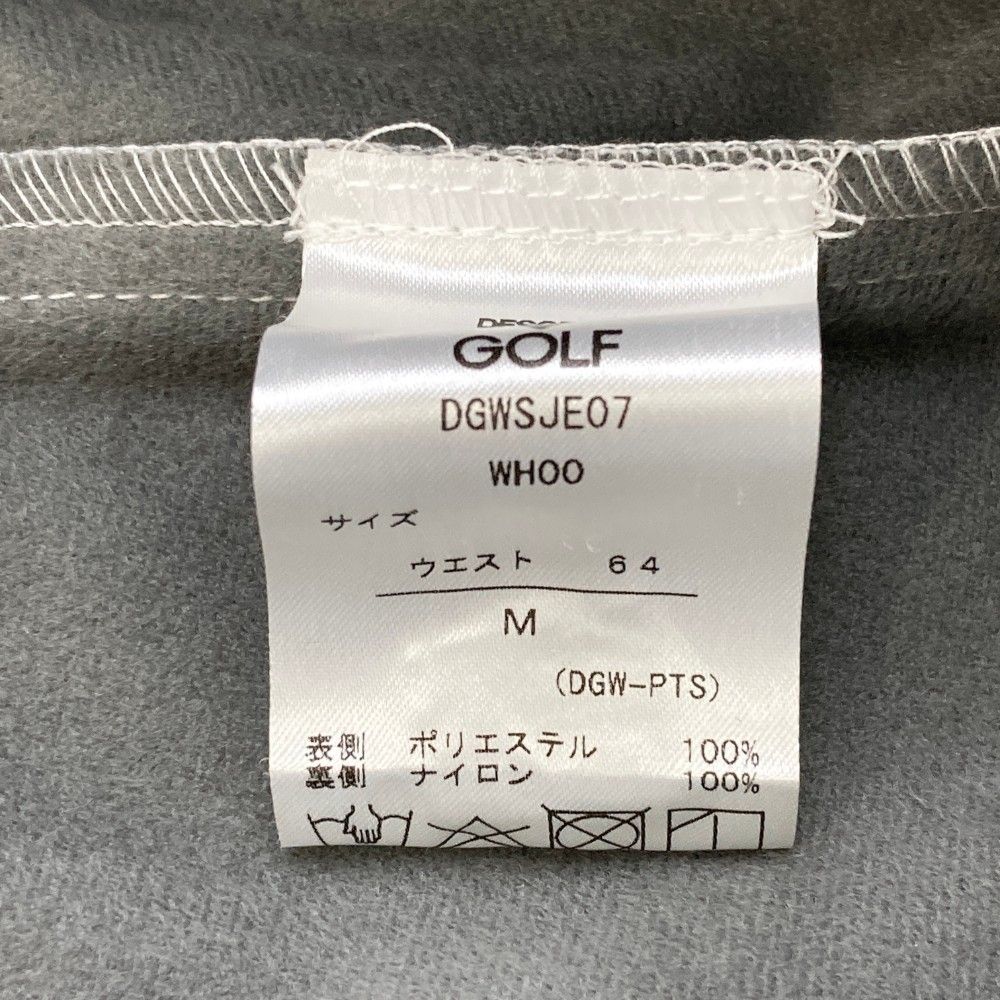 GOLF
DGWSJE07
WH00
サイズ
ウエスト 64
M
(DGW-PTS)
表側 ポリエステル 100%
裏側 ナイロン 100%